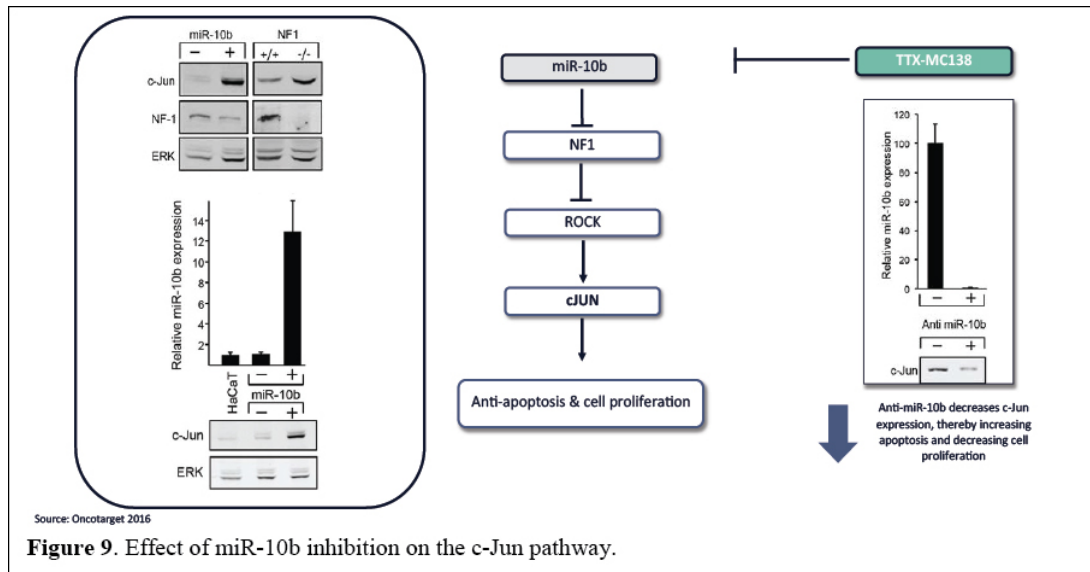 miR-10b NF1
− + +/+ -/-
c-Jun
NF-1
ERK
Relative miR-10b expression
14
12
10
8
6
4
2
HaCaT
− +
miR-10b
− +
c-Jun
ERK
Source: Oncotarget 2016
miR-10b
NF1
ROCK
cJUN
Anti-apoptosis & cell proliferation
TTX-MC138
Relative miR-10b expression
120
100
80
60
40
20
0
− +
Anti miR-10b
− +
c-Jun
Anti-miR-10b decreases c-Jun
expression, thereby increasing
apoptosis and decreasing cell
proliferation
Figure 9. Effect of miR-10b inhibition on the c-Jun pathway.